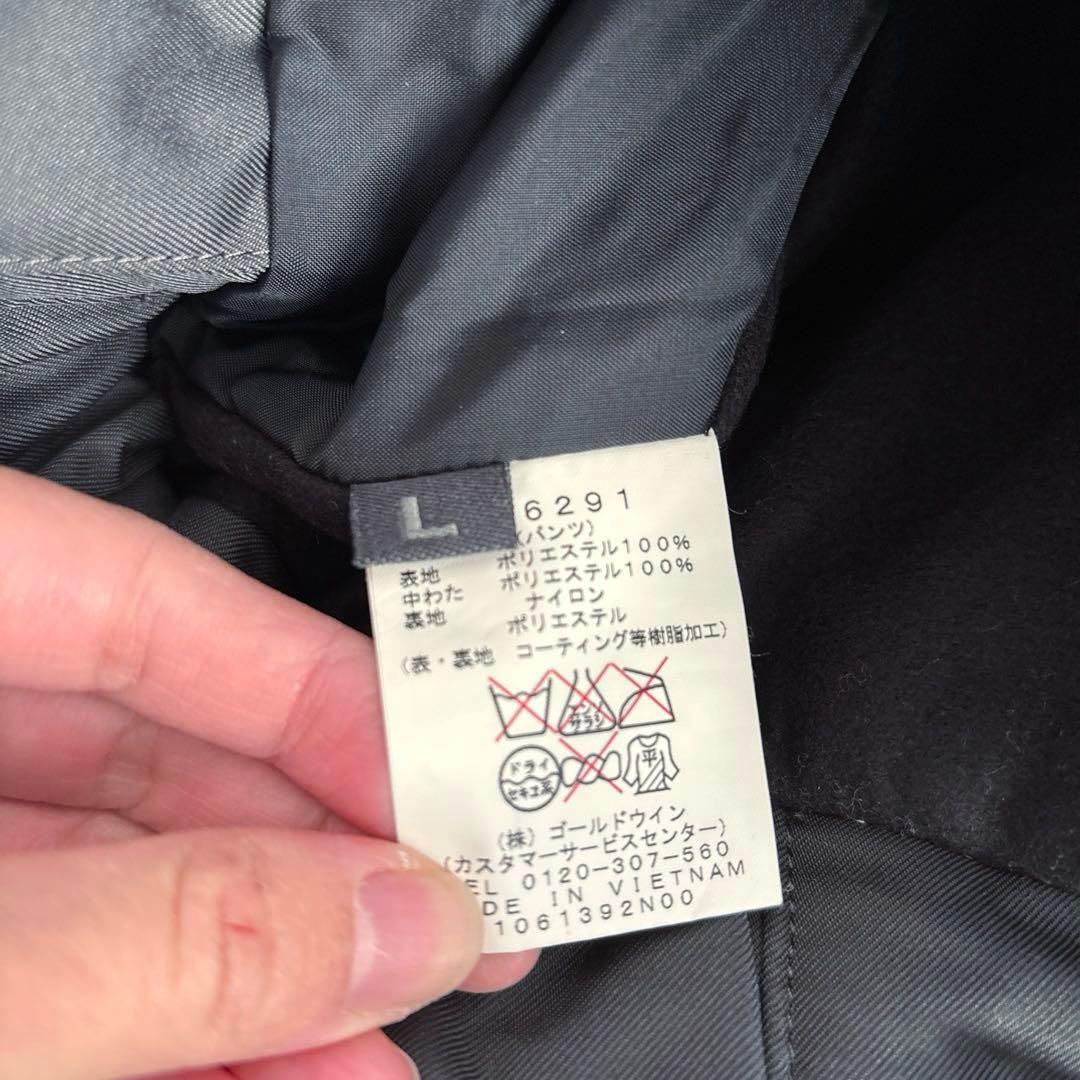 L
6291
(パンツ)
表地 ポリエステル100%
中わた ポリエステル100%
裏地 ナイロン
ポリエステル
(表・裏地 コーティング等樹脂加工)
エンソ
サラシ
ドライ
セキユ系
平
(株) ゴールドウイン
(カスタマーサービスセンター)
EL 0120-307-560
DE IN VIETNAM
1061392N00